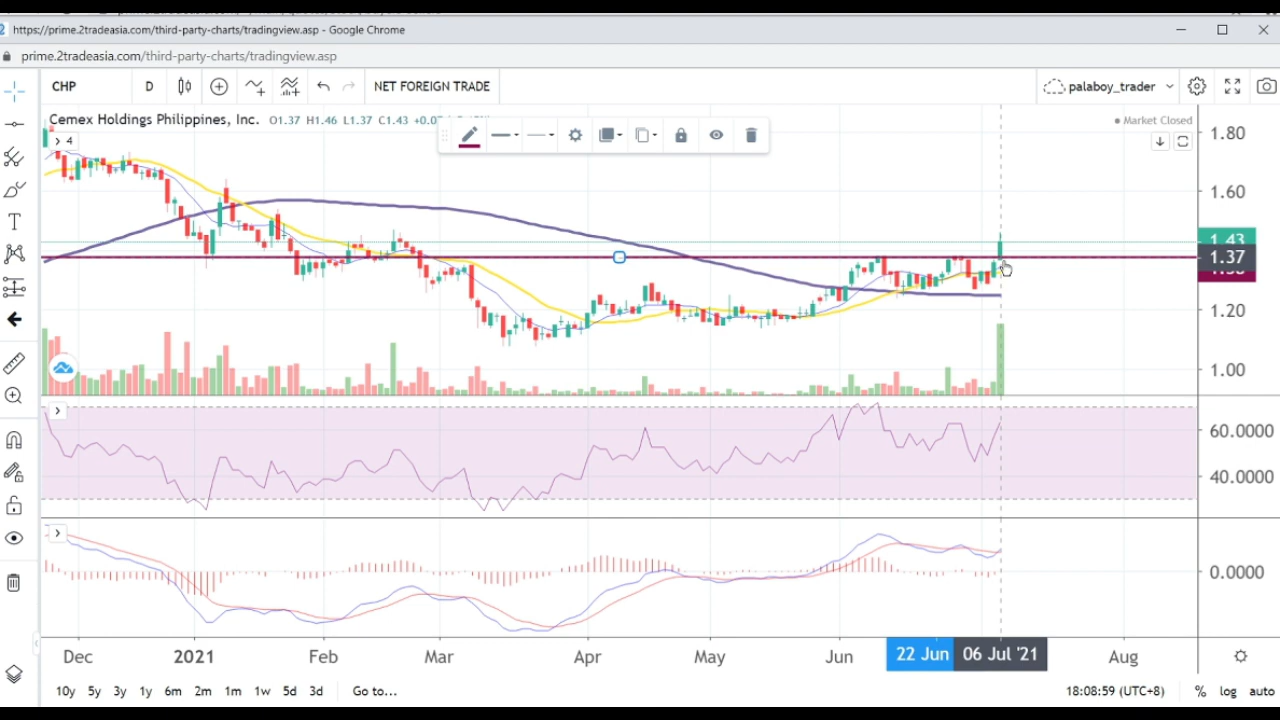 https://prime.2tradeasia.com/third-party-charts/tradingview.asp - Google Chrome
prime.2tradeasia.com/third-party-charts/tradingview.asp
CHP D NET FOREIGN TRADE palaboy_trader
Cemex Holdings Philippines, Inc. O1.37 H1.46 L1.37 C1.43
Market Closed
4
1.80
1.60
1.43
1.37
1.20
1.00
60.0000
40.0000
0.0000
Dec 2021 Feb Mar Apr May Jun 22 Jun 06 Jul '21 Aug
10y 5y 3y 1y 6m 2m 1m 1w 5d 3d Go to... 18:08:59 (UTC+8) % log auto